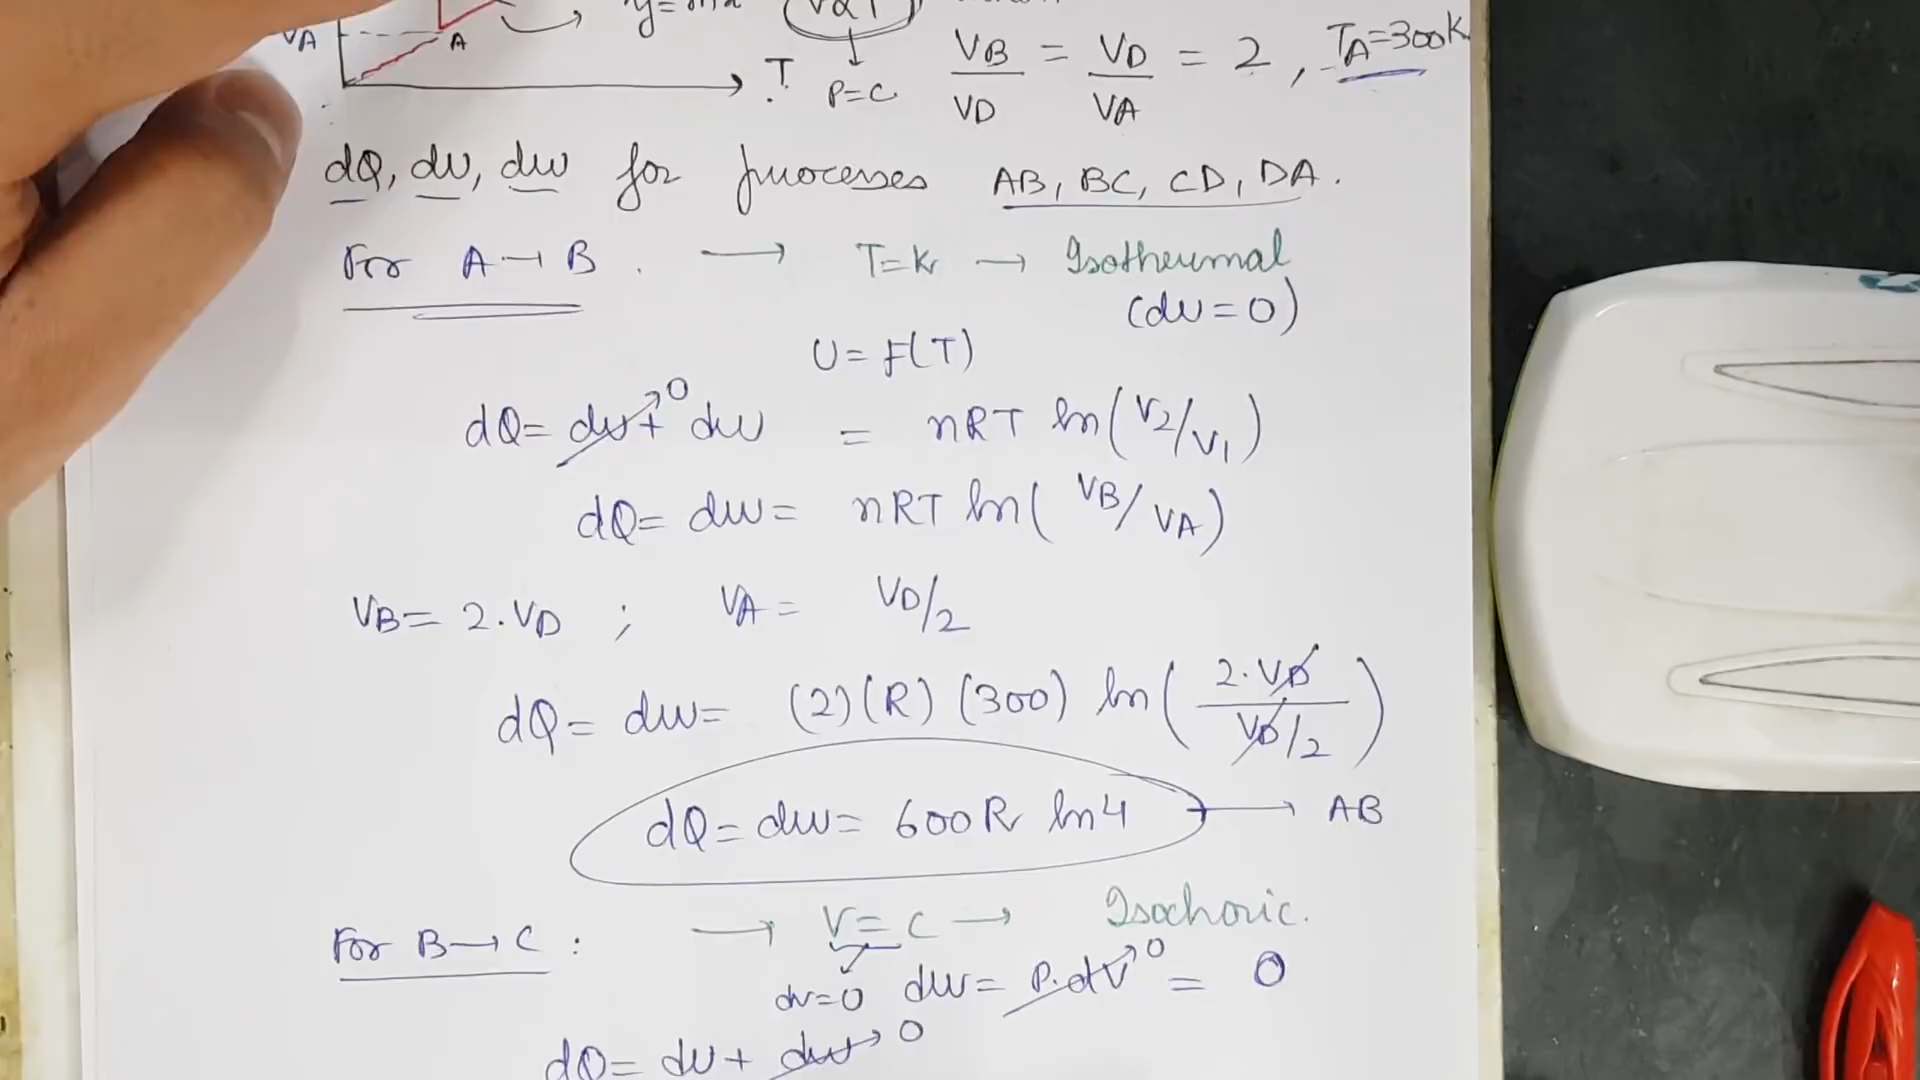 VA A T P=C
VB/VD = VD/VA = 2, TA=300K
dQ, dU, dw for processes AB, BC, CD, DA.
For A→B. → T=K → Isothermal
(dU=0)
U=f(T)
dQ= dU+ 0 dw = nRT ln(V2/V1)
dQ= dw= nRT ln(VB/VA)
VB= 2.VD ; VA= VD/2
dQ= dw= (2)(R)(300) ln(2.VD/VD/2)
dQ= dw= 600R ln4 → AB
For B→C : → V=C → Isochoric.
dv=0 dw= P.dV 0 = 0
dQ= dU+ dw 0